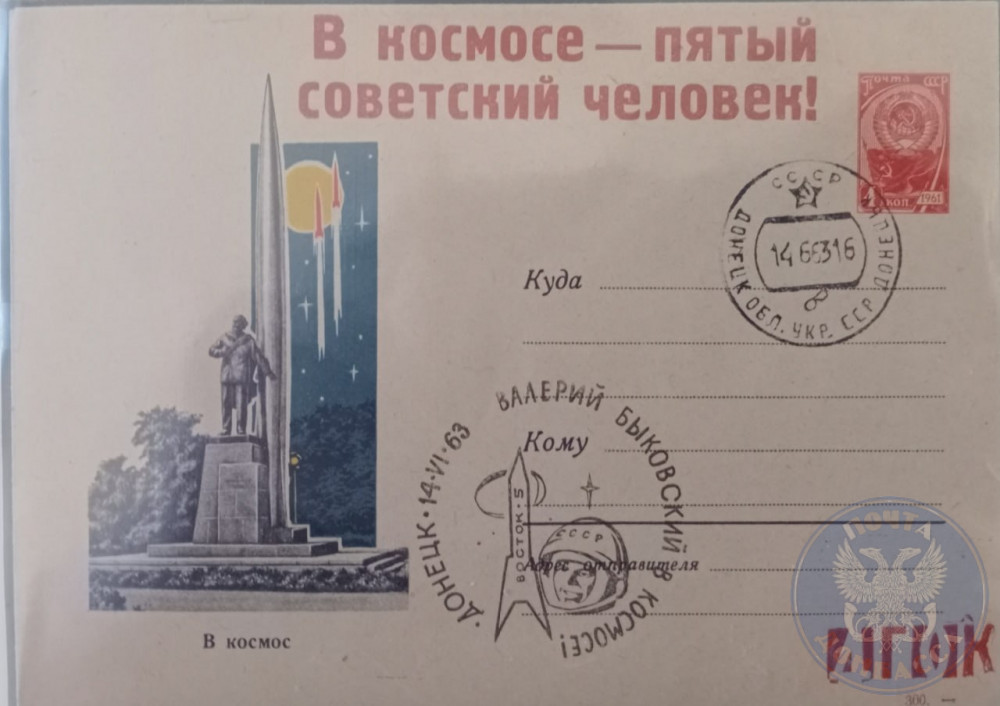 В космосе — пятый
советский человек!
Почта СССР
4 коп. 1961
СССР
ДОНЕЦК ДОНЕЦК ОБЛ. УКР. ССР
14 6 63 16
8
Куда
ДОНЕЦК · 14·VI·63
ВАЛЕРИЙ БЫКОВСКИЙ В КОСМОСЕ!
Кому
ВОСТОК·5
СССР
Адрес отправителя
ПОЧТА
В космос
300. —